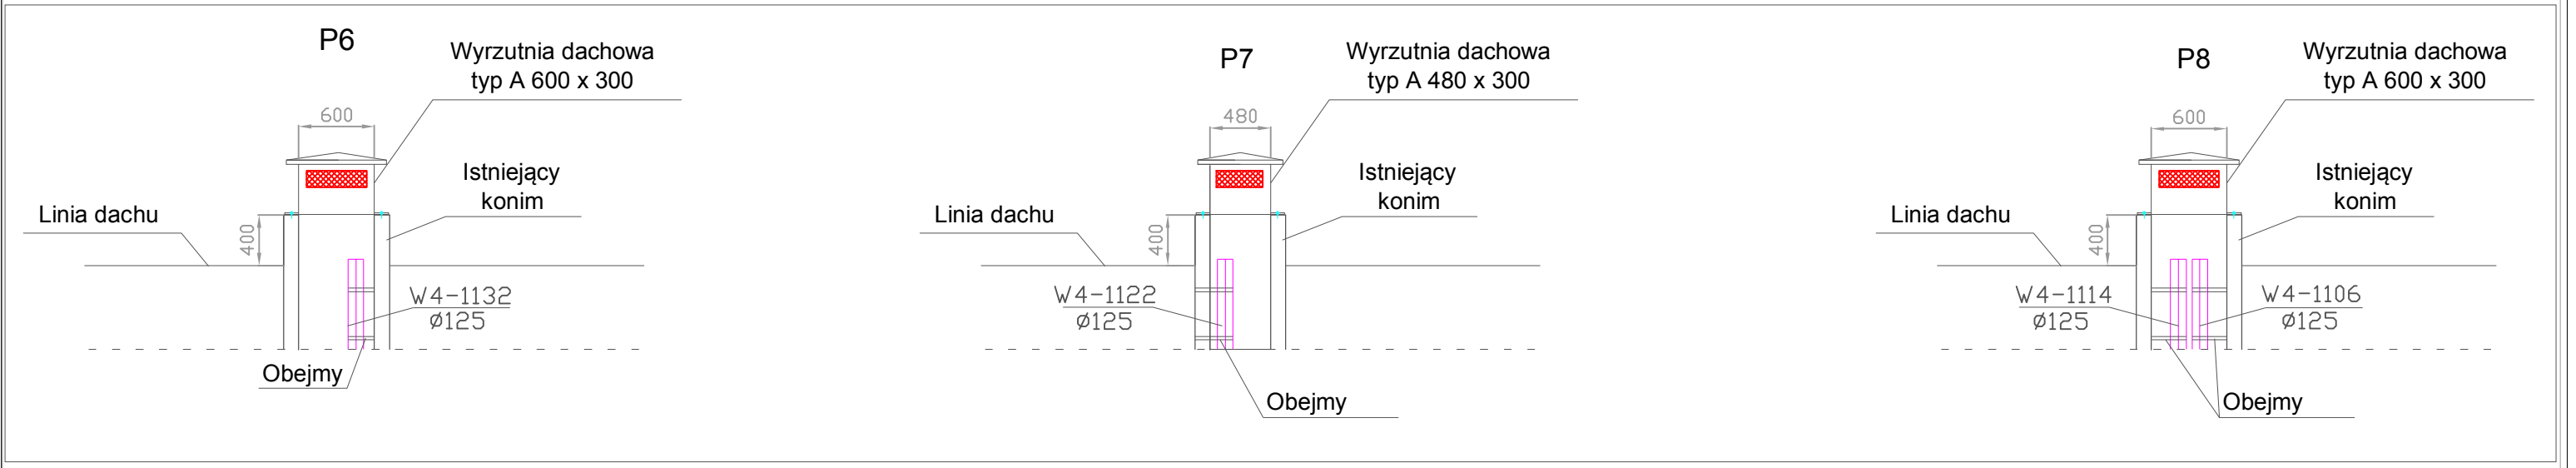 P6
Wyrzutnia dachowa
typ A 600 x 300
600
Istniejący
konim
Linia dachu
400
W4-1132
Ø125
Obejmy
P7
Wyrzutnia dachowa
typ A 480 x 300
480
Istniejący
konim
Linia dachu
400
W4-1122
Ø125
Obejmy
P8
Wyrzutnia dachowa
typ A 600 x 300
600
Istniejący
konim
Linia dachu
400
W4-1114
Ø125
W4-1106
Ø125
Obejmy